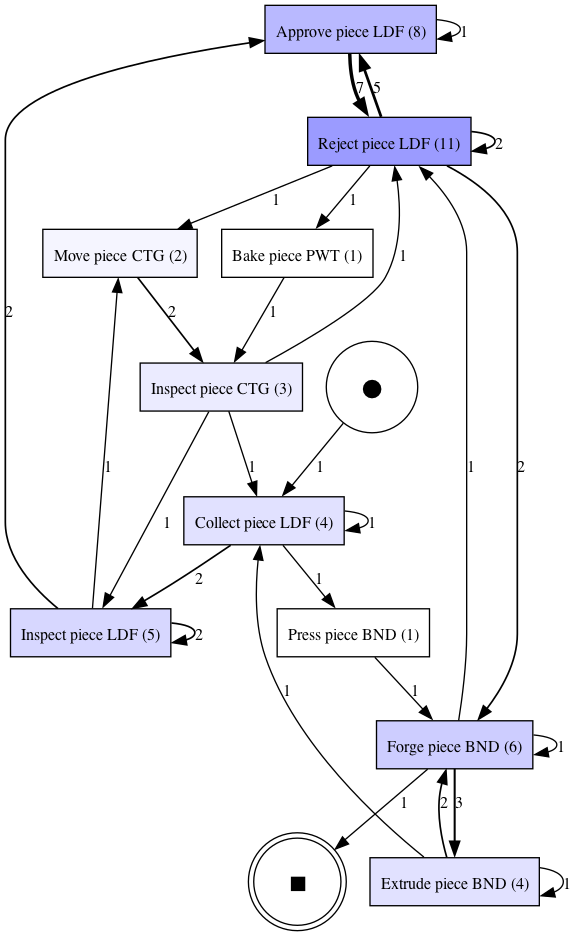 Approve piece LDF (8)
1
7
5
Reject piece LDF (11)
2
1
1
Move piece CTG (2)
Bake piece PWT (1)
2
2
1
1
Inspect piece CTG (3)
1
1
1
1
Collect piece LDF (4)
1
2
1
1
2
Inspect piece LDF (5)
2
Press piece BND (1)
1
1
Forge piece BND (6)
1
1
2
3
Extrude piece BND (4)
1